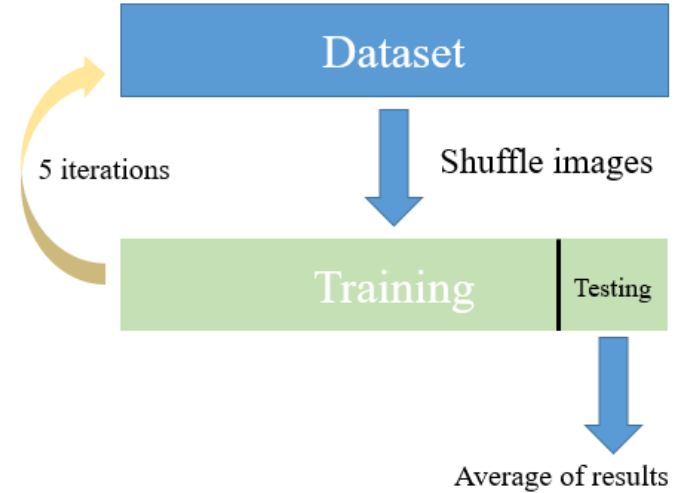 Dataset
5 iterations
Shuffle images
Training
Testing
Average of results